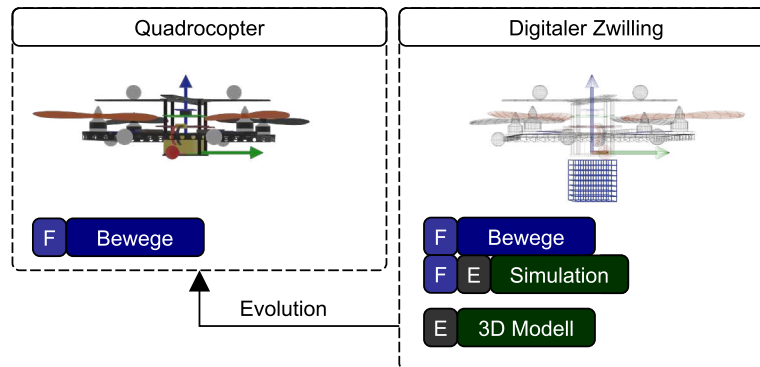 Quadrocopter
Digitaler Zwilling
F Bewege
F Bewege
F E Simulation
Evolution
E 3D Modell